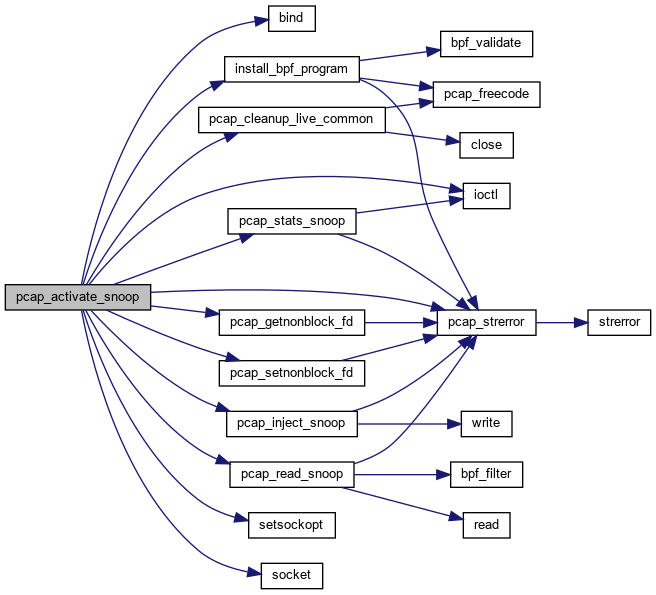 bind
bpf_validate
install_bpf_program
pcap_freecode
pcap_cleanup_live_common
close
ioctl
pcap_stats_snoop
pcap_activate_snoop
pcap_getnonblock_fd
pcap_strerror
strerror
pcap_setnonblock_fd
pcap_inject_snoop
write
pcap_read_snoop
bpf_filter
setsockopt
read
socket